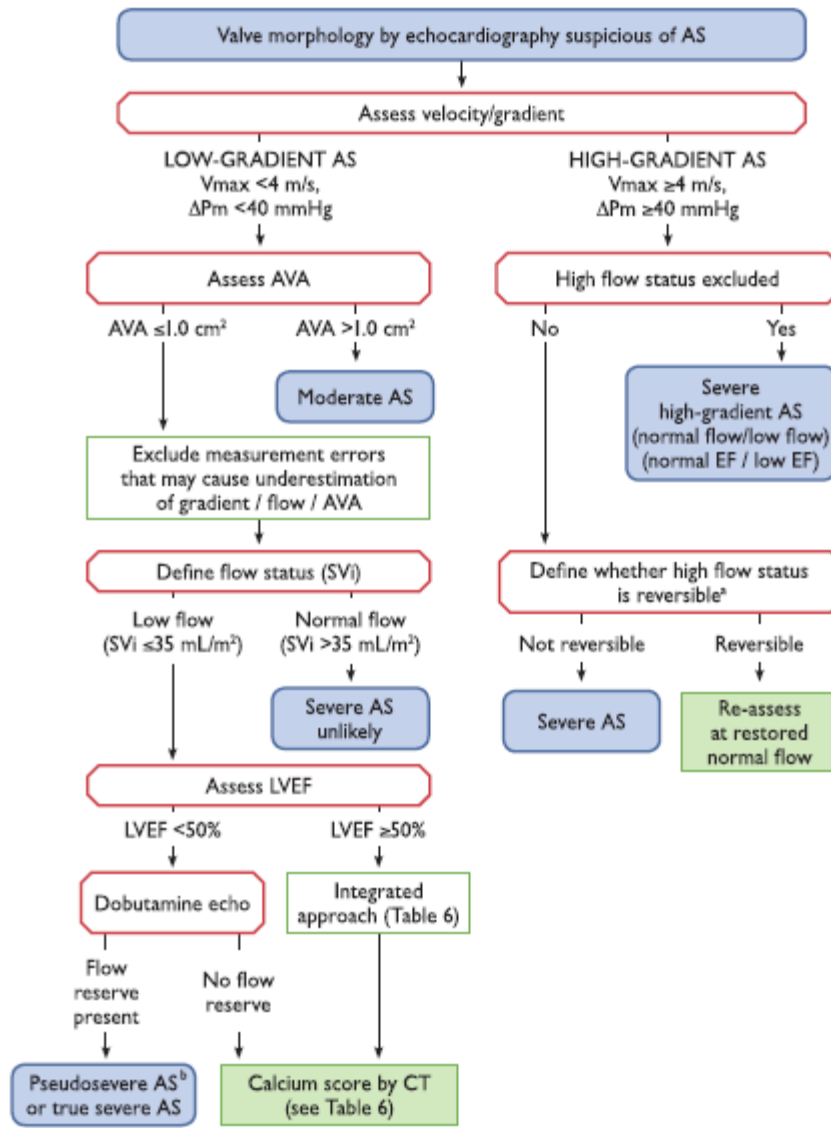 Valve morphology by echocardiography suspicious of AS
Assess velocity/gradient
LOW-GRADIENT AS
Vmax <4 m/s,
ΔPm <40 mmHg
HIGH-GRADIENT AS
Vmax ≥4 m/s,
ΔPm ≥40 mmHg
Assess AVA
High flow status excluded
AVA ≤1.0 cm²
AVA >1.0 cm²
No
Yes
Moderate AS
Severe
high-gradient AS
(normal flow/low flow)
(normal EF / low EF)
Exclude measurement errors
that may cause underestimation
of gradient / flow / AVA
Define flow status (SVi)
Define whether high flow status
is reversibleᵃ
Low flow
(SVi ≤35 mL/m²)
Normal flow
(SVi >35 mL/m²)
Not reversible
Reversible
Severe AS
unlikely
Severe AS
Re-assess
at restored
normal flow
Assess LVEF
LVEF <50%
LVEF ≥50%
Dobutamine echo
Integrated
approach (Table 6)
Flow
reserve
present
No flow
reserve
Pseudosevere ASᵇ
or true severe AS
Calcium score by CT
(see Table 6)